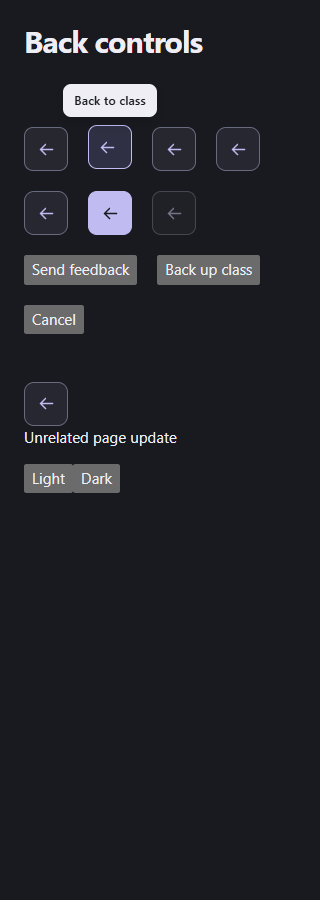 Back controls
Back to class
Send feedback
Back up class
Cancel
Unrelated page update
Light
Dark